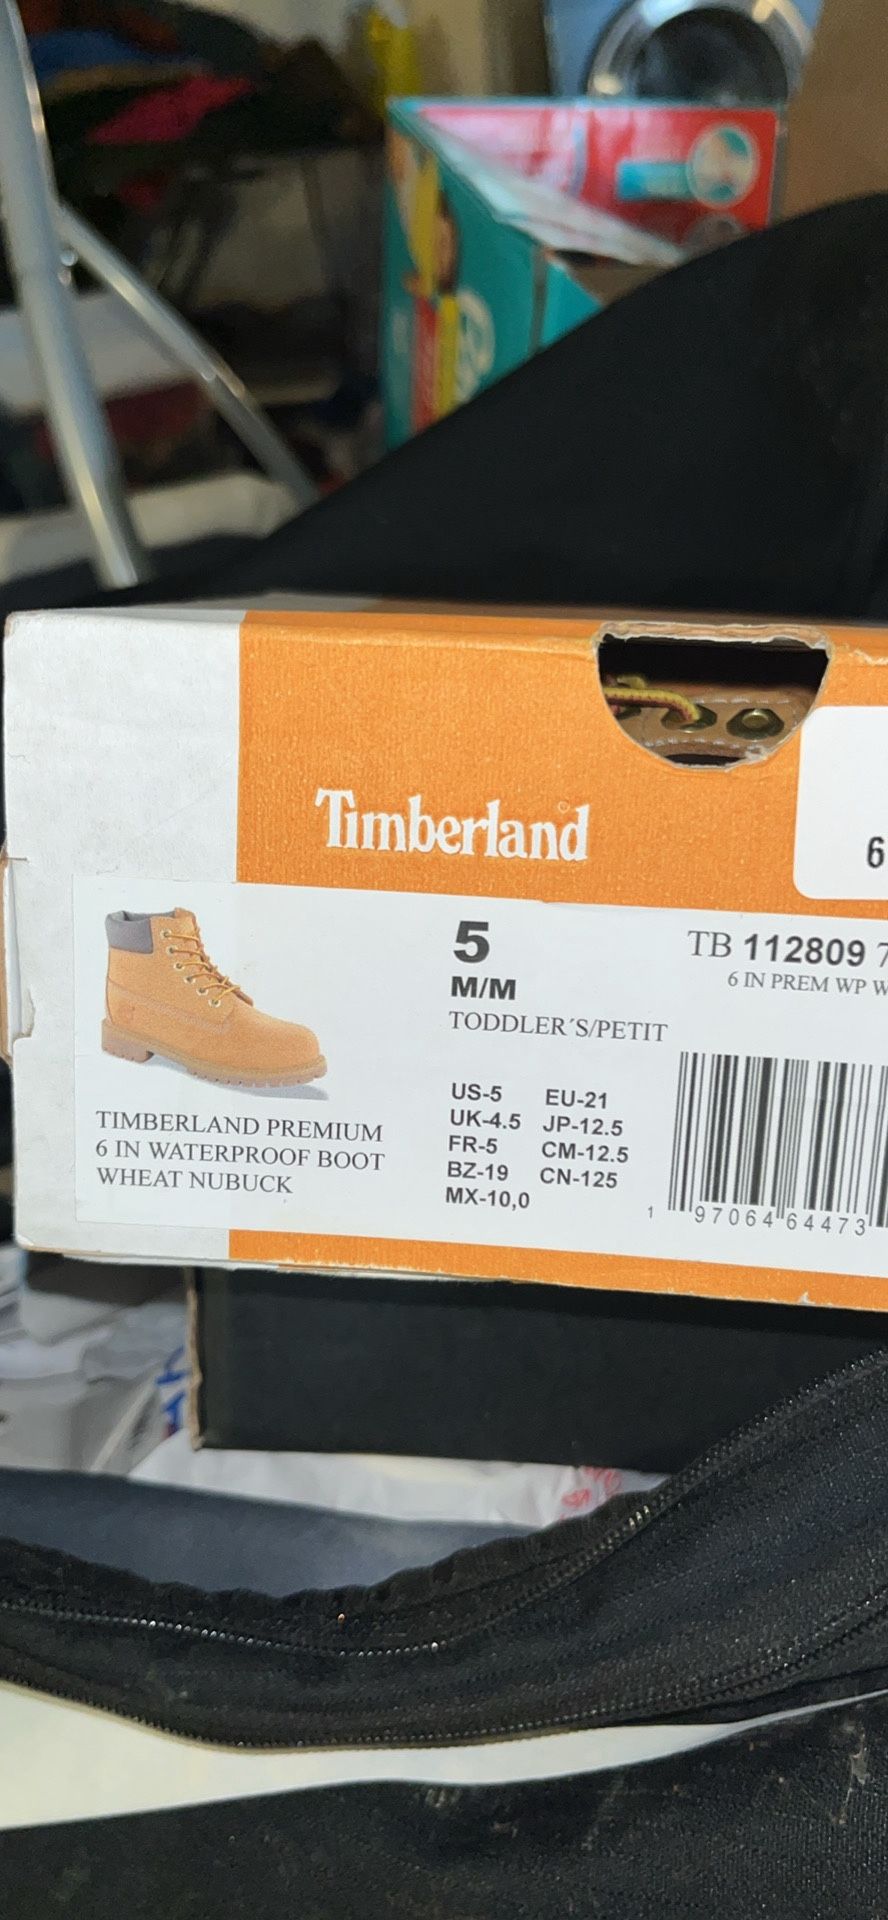 Timberland
6
5
M/M
TODDLER´S/PETIT
TB 112809 7
6 IN PREM WP W
TIMBERLAND PREMIUM
6 IN WATERPROOF BOOT
WHEAT NUBUCK
US-5 EU-21
UK-4.5 JP-12.5
FR-5 CM-12.5
BZ-19 CN-125
MX-10,0
1 97064 64473